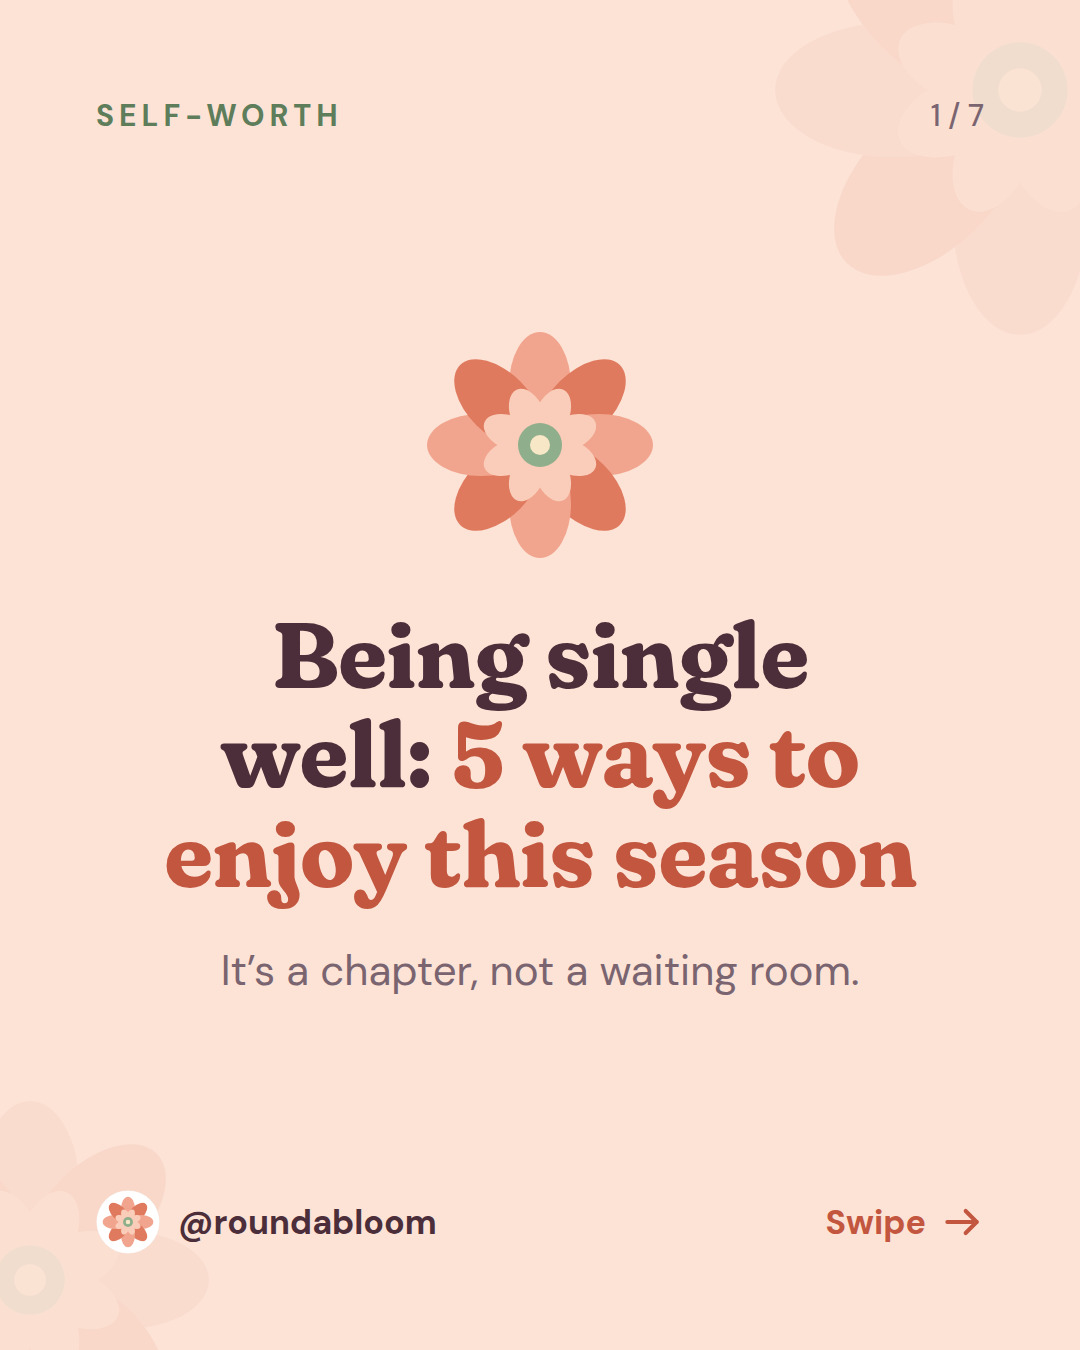 SELF-WORTH
1 / 7
Being single
well: 5 ways to
enjoy this season
It’s a chapter, not a waiting room.
@roundabloom
Swipe →